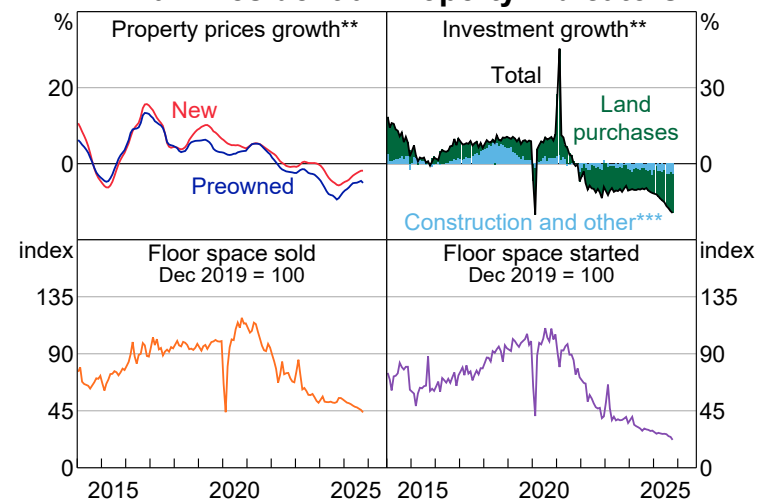 %
Property prices growth**
Investment growth**
%
Total
20
30
New
Land
purchases
0
0
Preowned
Construction and other***
index
Floor space sold
Floor space started
index
Dec 2019 = 100
Dec 2019 = 100
135
135
90
90
45
45
0
0
2015
2020
2025
2015
2020
2025